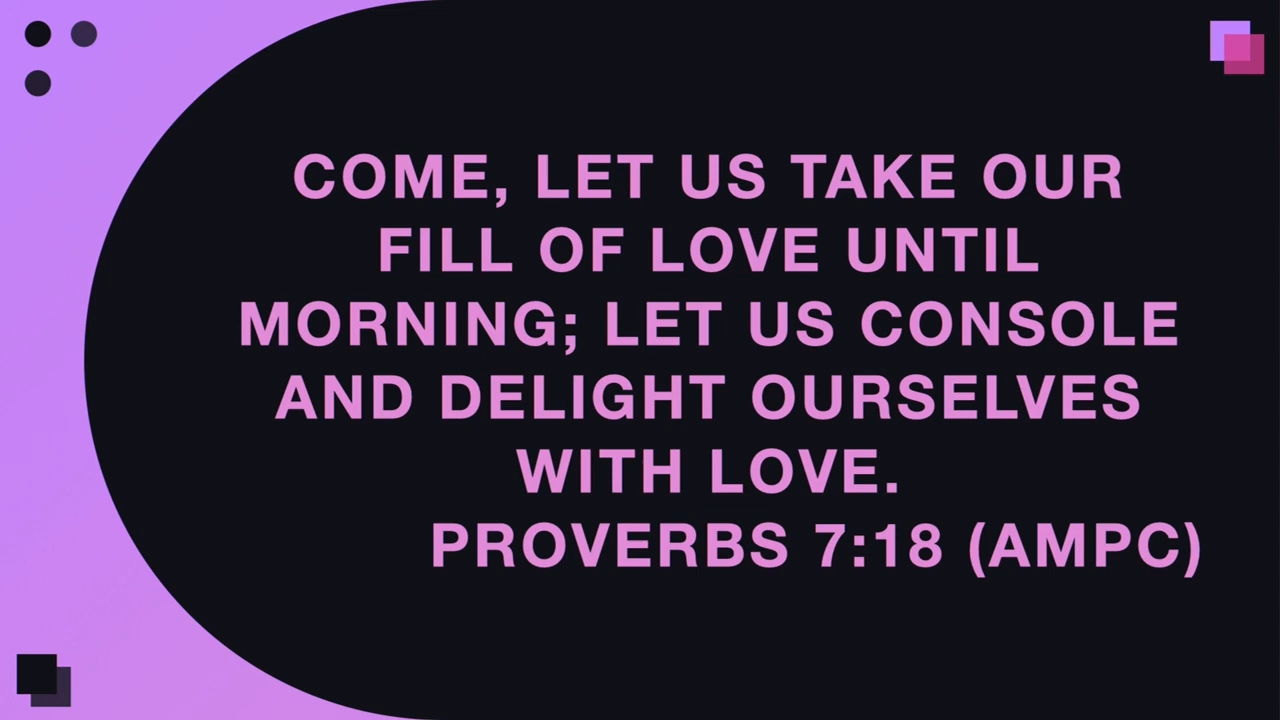 COME, LET US TAKE OUR
FILL OF LOVE UNTIL
MORNING; LET US CONSOLE
AND DELIGHT OURSELVES
WITH LOVE.
PROVERBS 7:18 (AMPC)